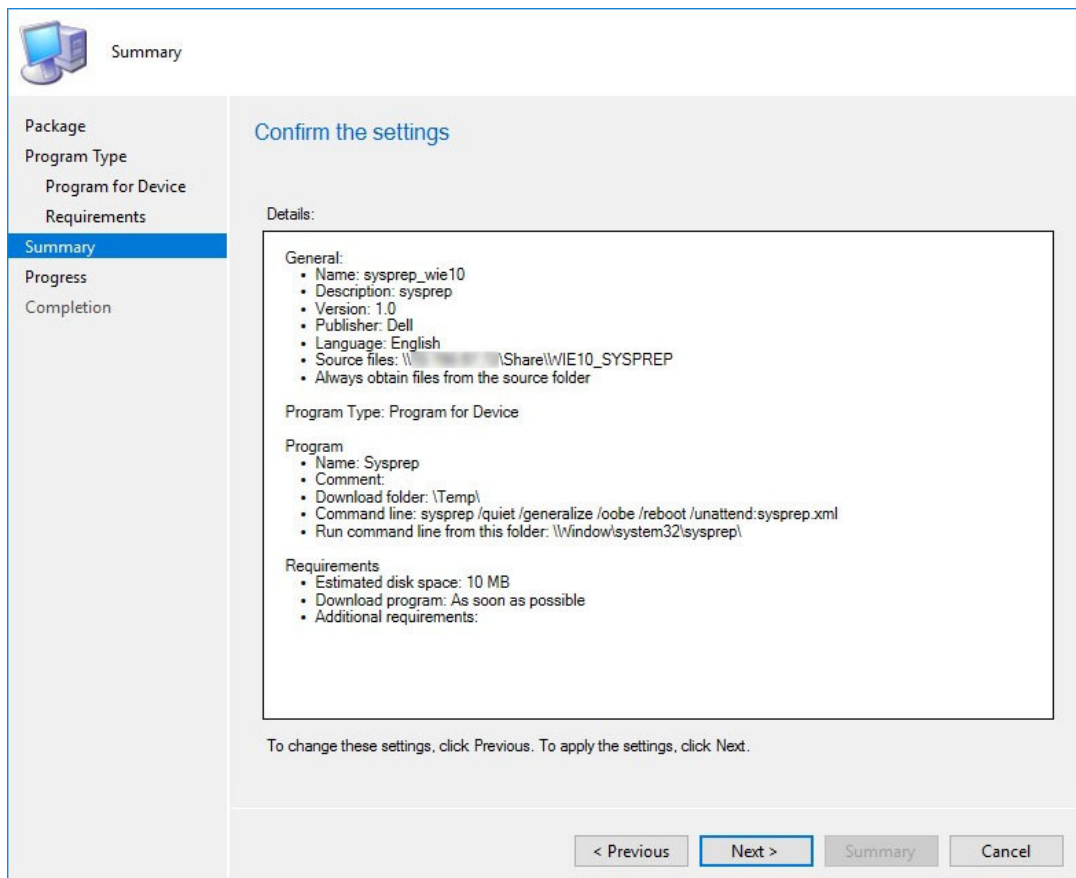 Summary
Package
Program Type
Program for Device
Requirements
Summary
Progress
Completion
Confirm the settings
Details:
General:
• Name: sysprep_wie10
• Description: sysprep
• Version: 1.0
• Publisher: Dell
• Language: English
• Source files: \\ \Share\WIE10_SYSPREP
• Always obtain files from the source folder
Program Type: Program for Device
Program
• Name: Sysprep
• Comment:
• Download folder: \Temp\
• Command line: sysprep /quiet /generalize /oobe /reboot /unattend:sysprep.xml
• Run command line from this folder: \\Window\system32\sysprep\
Requirements
• Estimated disk space: 10 MB
• Download program: As soon as possible
• Additional requirements:
To change these settings, click Previous. To apply the settings, click Next.
< Previous Next > Summary Cancel